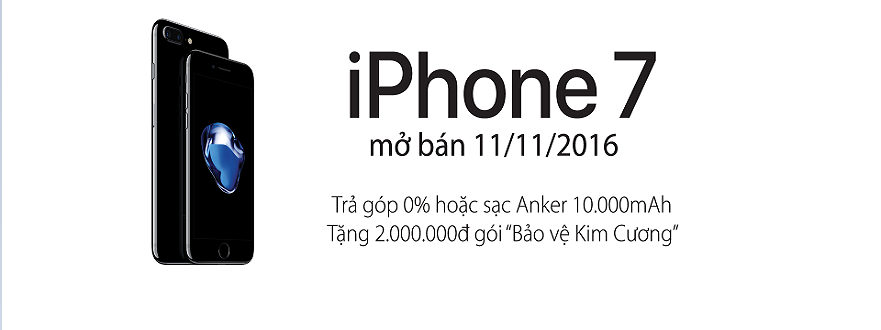 iPhone 7
mở bán 11/11/2016
Trả góp 0% hoặc sạc Anker 10.000mAh
Tặng 2.000.000đ gói “Bảo vệ Kim Cương”